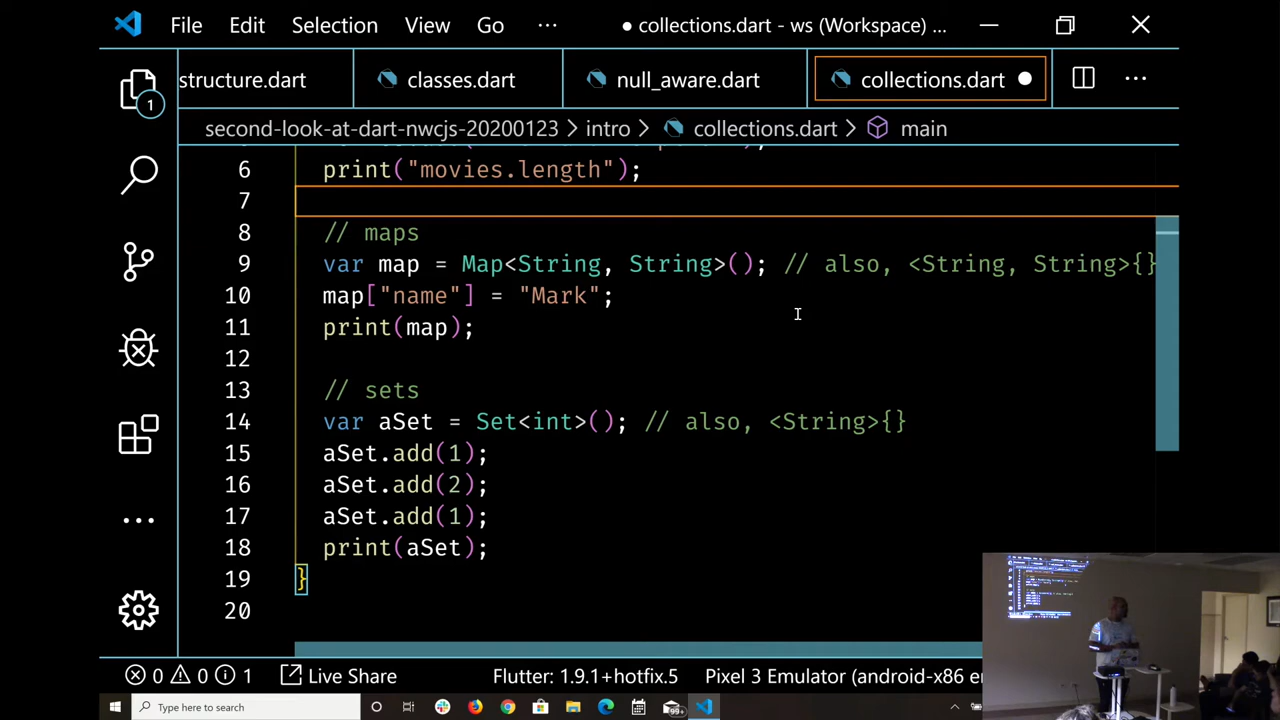 File Edit Selection View Go ··· ● collections.dart - ws (Workspace) ...
structure.dart classes.dart null_aware.dart collections.dart ●
second-look-at-dart-nwcjs-20200123 > intro > collections.dart > main
1
6 print("movies.length");
7
8 // maps
9 var map = Map<String, String>(); // also, <String, String>{}
10 map["name"] = "Mark";
11 print(map);
12
13 // sets
14 var aSet = Set<int>(); // also, <String>{}
15 aSet.add(1);
16 aSet.add(2);
17 aSet.add(1);
18 print(aSet);
19 }
20
0 0 1 Live Share Flutter: 1.9.1+hotfix.5 Pixel 3 Emulator (android-x86 em
Type here to search 99+